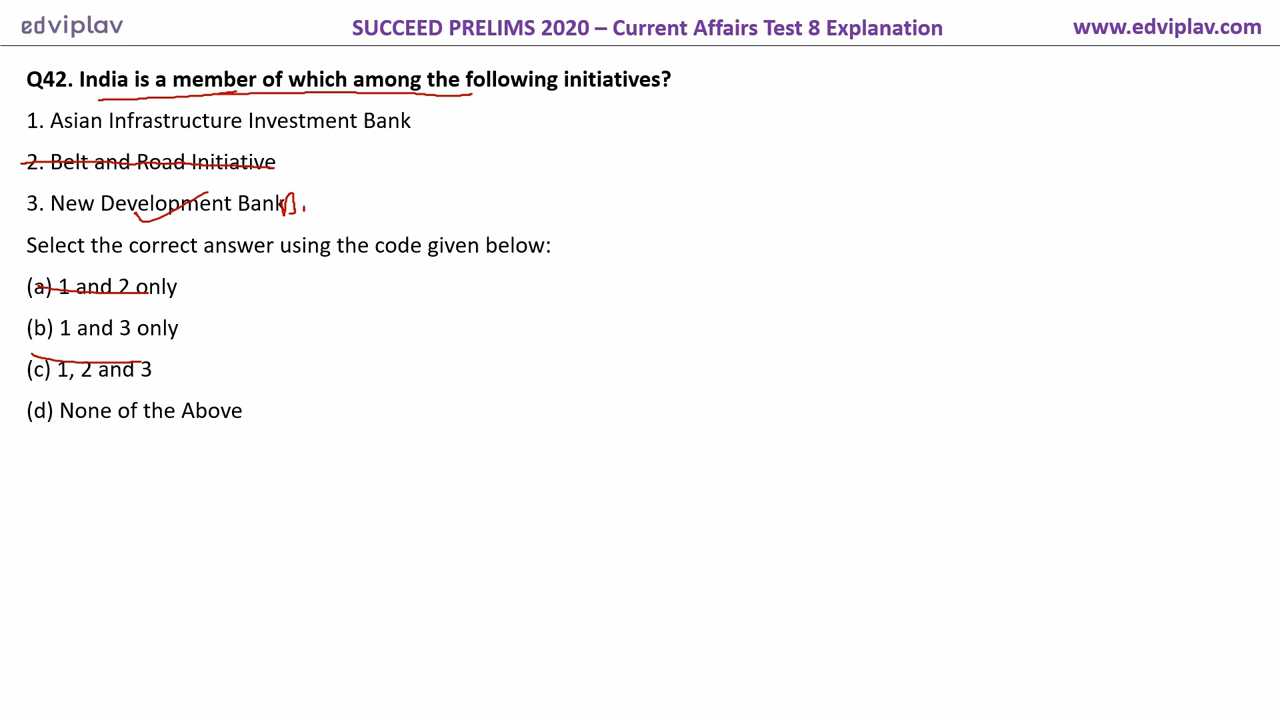 edviplav
SUCCEED PRELIMS 2020 – Current Affairs Test 8 Explanation
www.edviplav.com
Q42. India is a member of which among the following initiatives?
1. Asian Infrastructure Investment Bank
2. Belt and Road Initiative
3. New Development Bank
Select the correct answer using the code given below:
(a) 1 and 2 only
(b) 1 and 3 only
(c) 1, 2 and 3
(d) None of the Above